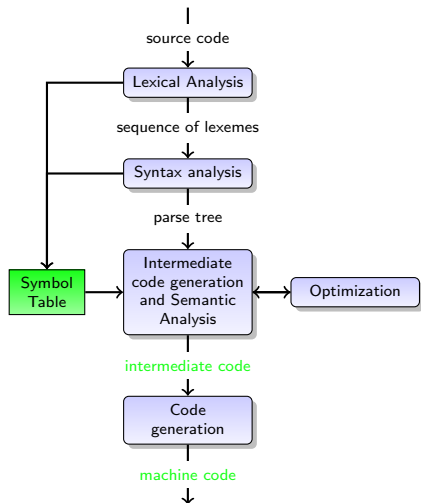 source code
Lexical Analysis
sequence of lexemes
Syntax analysis
parse tree
Intermediate
code generation
and Semantic
Analysis
Symbol
Table
Optimization
intermediate code
Code
generation
machine code